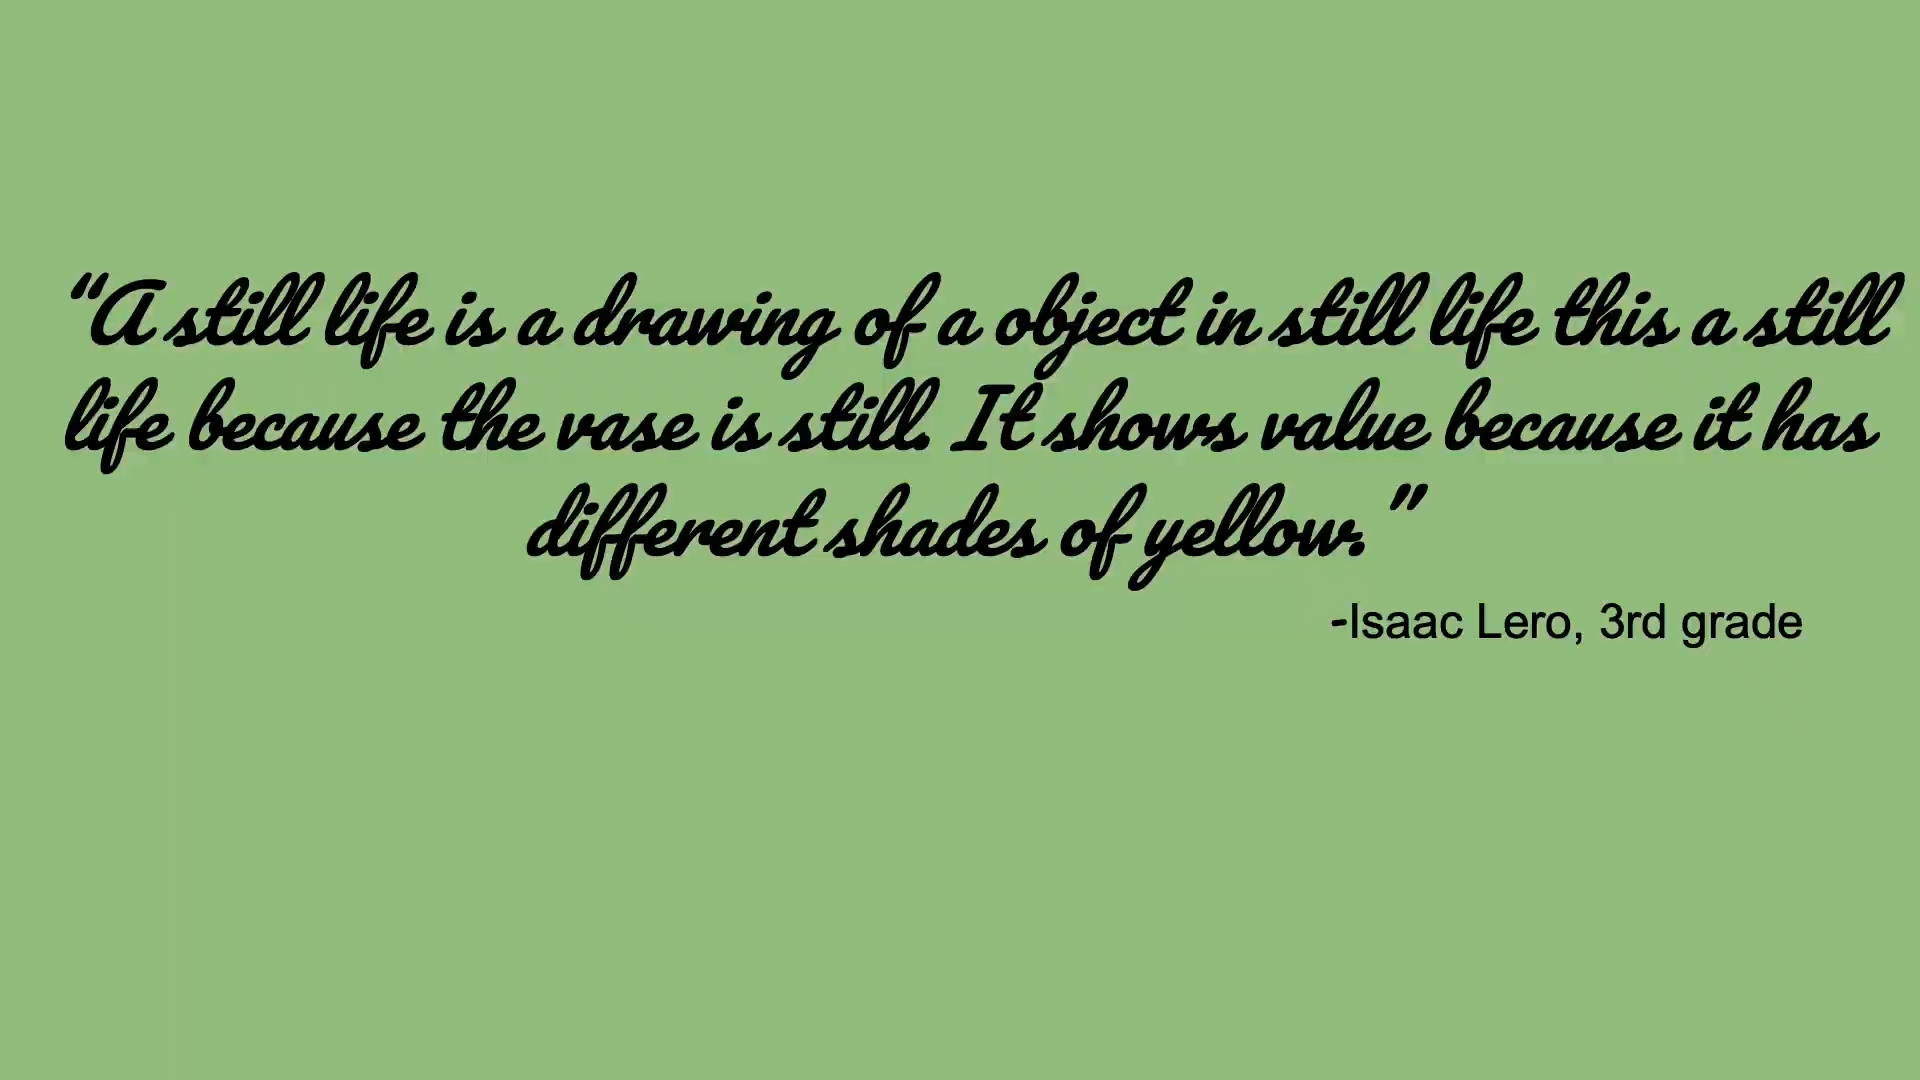 “A still life is a drawing of a object in still life this a still
life because the vase is still. It shows value because it has
different shades of yellow.”
-Isaac Lero, 3rd grade